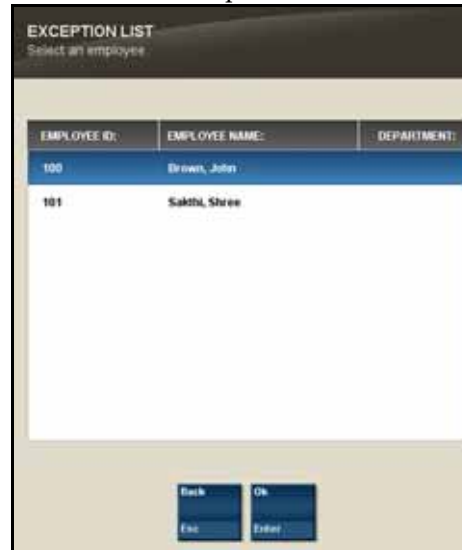 EXCEPTION LIST
Select an employee
EMPLOYEE ID: EMPLOYEE NAME: DEPARTMENT:
100 Brown, John
101 Sakthi, Shree
Back Ok
Esc Enter